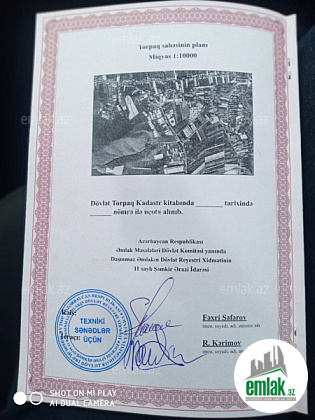 Torpaq sahəsinin planı
Miqyas 1:10000
Dövlət Torpaq Kadastr kitabında _______ tarixində
______ nömrə ilə uçota alınıb.
Azərbaycan Respublikası
Əmlak Məsələləri Dövlət Komitəsi yanında
Daşınmaz Əmlakın Dövlət Reyestri Xidmətinin
11 saylı Şəmkir Ərazi İdarəsi
Rəis:
Fəxri Səfərov
İcraçı:
R. Kərimov
TEXNİKİ
SƏNƏDLƏR
ÜÇÜN
SHOT ON MI PLAY
AI DUAL CAMERA
emlak.az